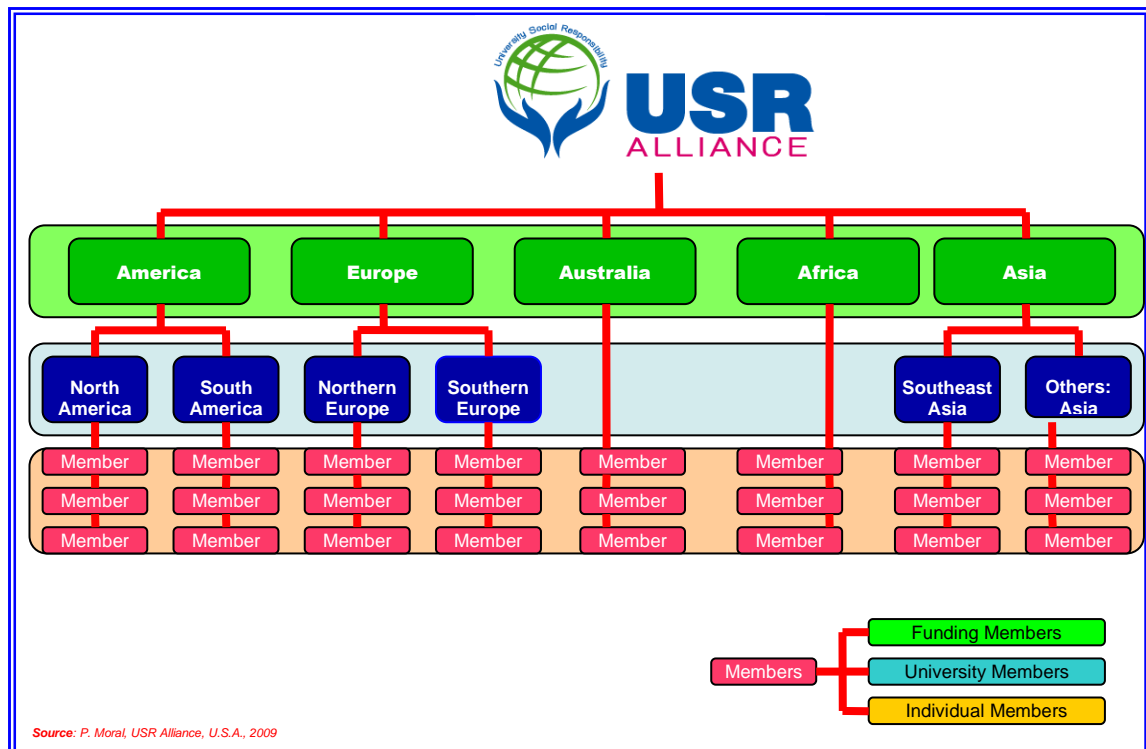 University Social Responsibility
USR
ALLIANCE
America Europe Australia Africa Asia
North America South America Northern Europe Southern Europe Southeast Asia Others: Asia
Member Member Member Member Member Member Member Member
Member Member Member Member Member Member Member Member
Member Member Member Member Member Member Member Member
Funding Members
Members University Members
Individual Members
Source: P. Moral, USR Alliance, U.S.A., 2009